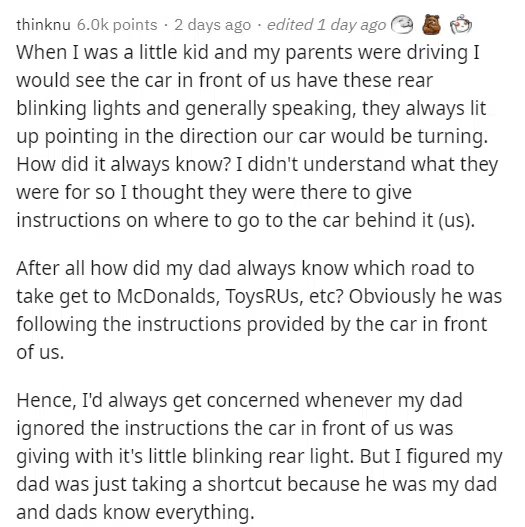 thinknu 6.0k points · 2 days ago · edited 1 day ago
When I was a little kid and my parents were driving I
would see the car in front of us have these rear
blinking lights and generally speaking, they always lit
up pointing in the direction our car would be turning.
How did it always know? I didn't understand what they
were for so I thought they were there to give
instructions on where to go to the car behind it (us).
After all how did my dad always know which road to
take get to McDonalds, ToysRUs, etc? Obviously he was
following the instructions provided by the car in front
of us.
Hence, I'd always get concerned whenever my dad
ignored the instructions the car in front of us was
giving with it's little blinking rear light. But I figured my
dad was just taking a shortcut because he was my dad
and dads know everything.